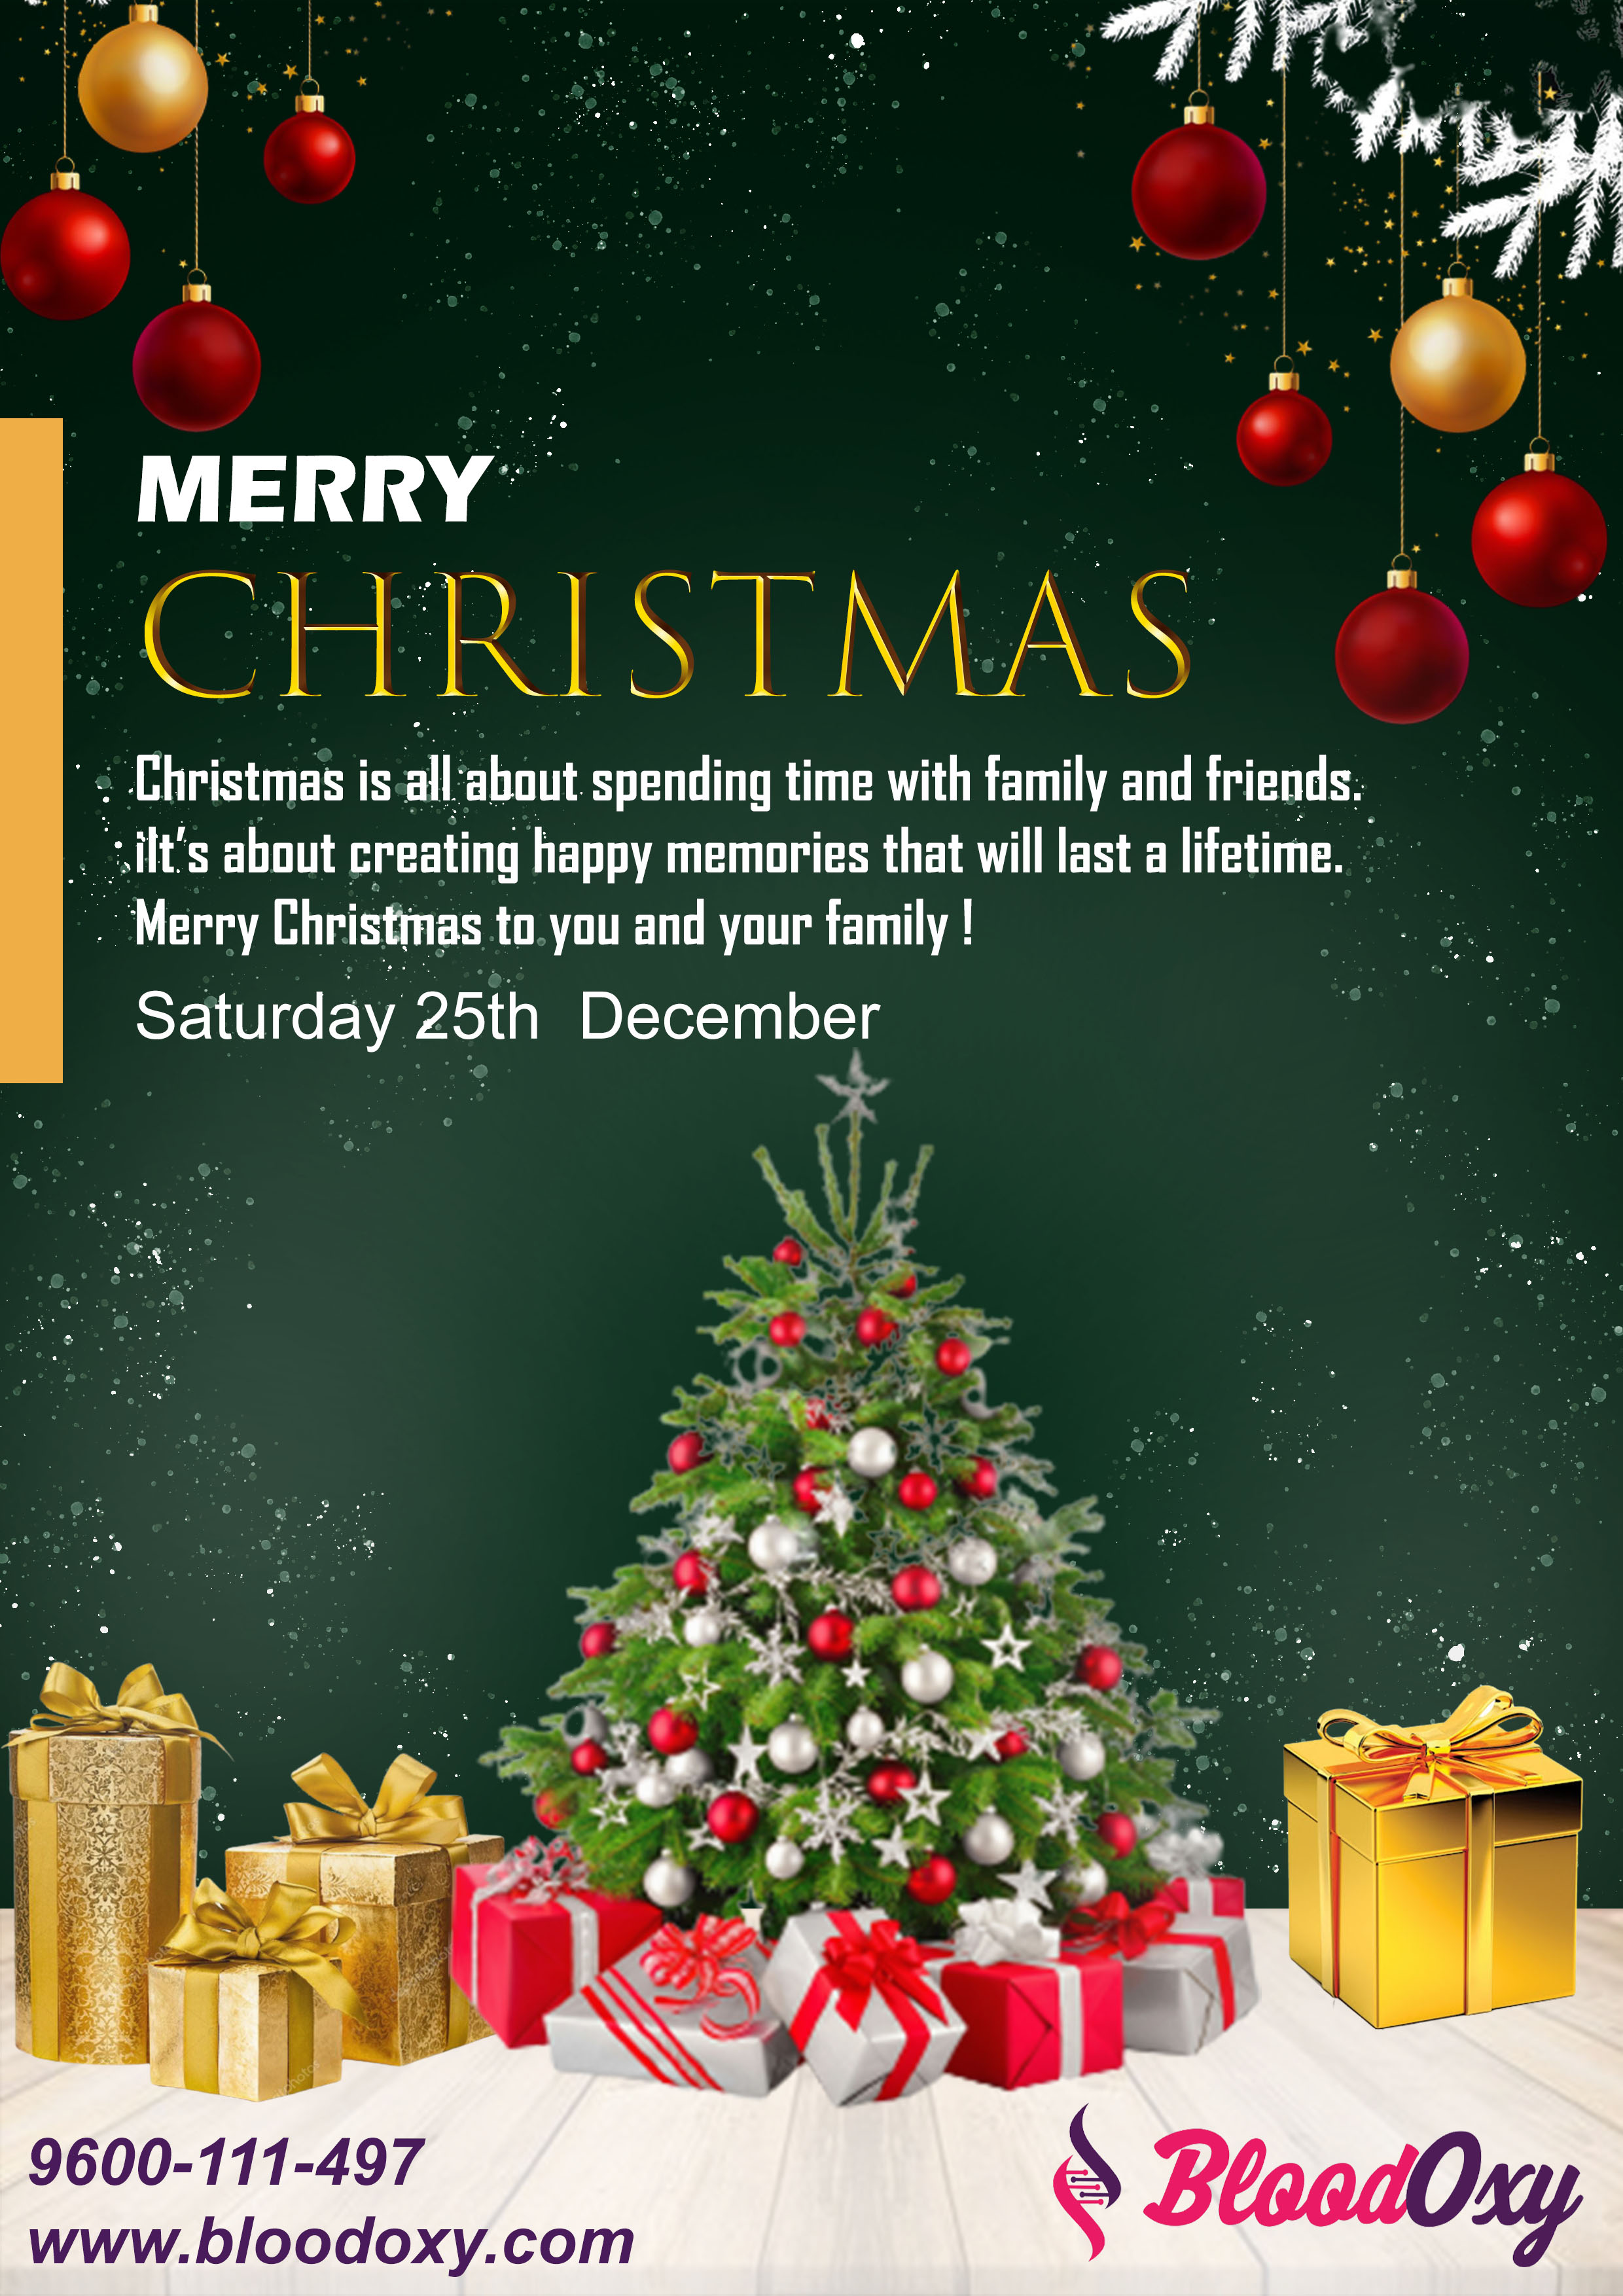 MERRY
CHRISTMAS
Christmas is all about spending time with family and friends.
iIt's about creating happy memories that will last a lifetime.
Merry Christmas to you and your family !
Saturday 25th December
9600-111-497
www.bloodoxy.com
BloodOxy